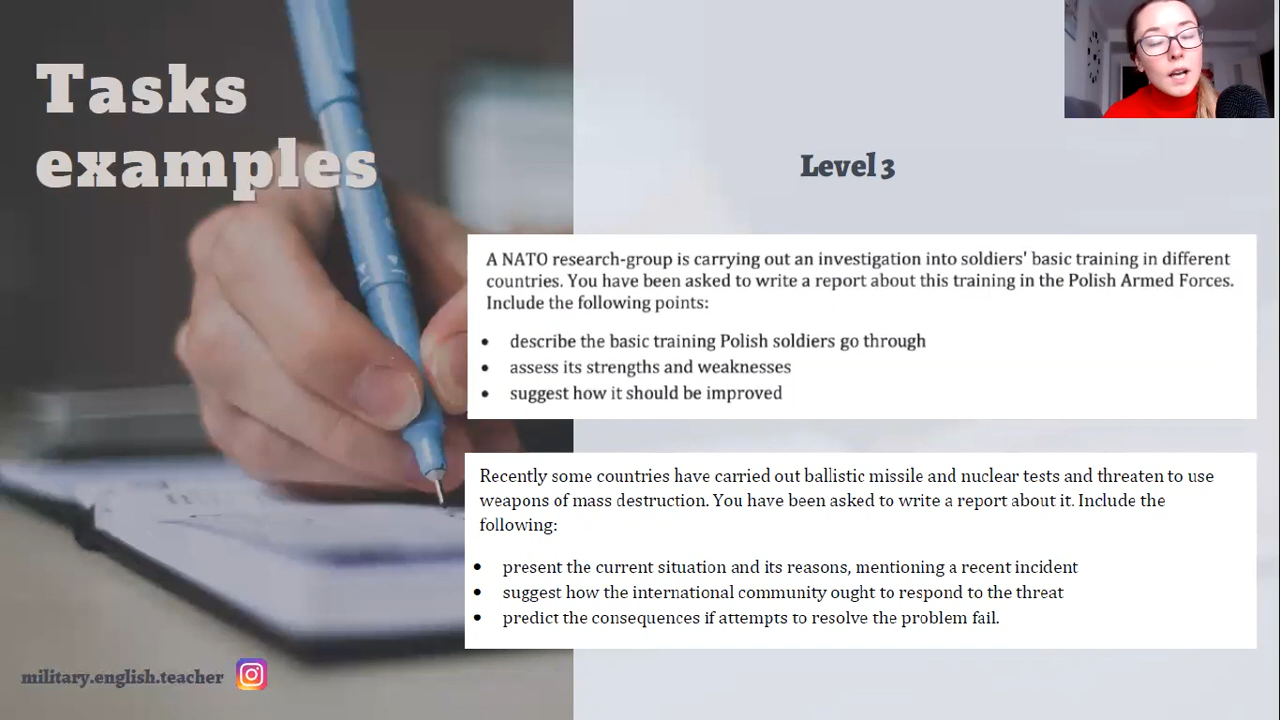 Tasks
examples
Level 3
A NATO research-group is carrying out an investigation into soldiers' basic training in different
countries. You have been asked to write a report about this training in the Polish Armed Forces.
Include the following points:
• describe the basic training Polish soldiers go through
• assess its strengths and weaknesses
• suggest how it should be improved
Recently some countries have carried out ballistic missile and nuclear tests and threaten to use
weapons of mass destruction. You have been asked to write a report about it. Include the
following:
• present the current situation and its reasons, mentioning a recent incident
• suggest how the international community ought to respond to the threat
• predict the consequences if attempts to resolve the problem fail.
military.english.teacher